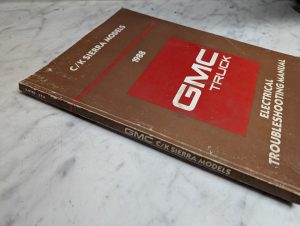 C/K SIERRA MODELS
1988
GMC
TRUCK
ELECTRICAL
TROUBLESHOOTING MANUAL
GMC C/K SIERRA MODELS